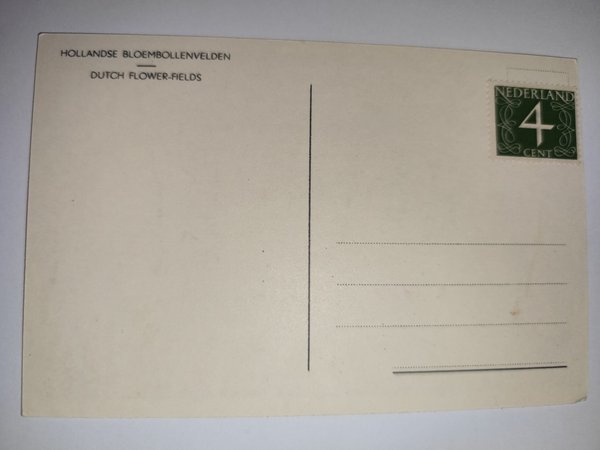 HOLLANDSE BLOEMBOLLENVELDEN
DUTCH FLOWER-FIELDS
NEDERLAND
4
CENT